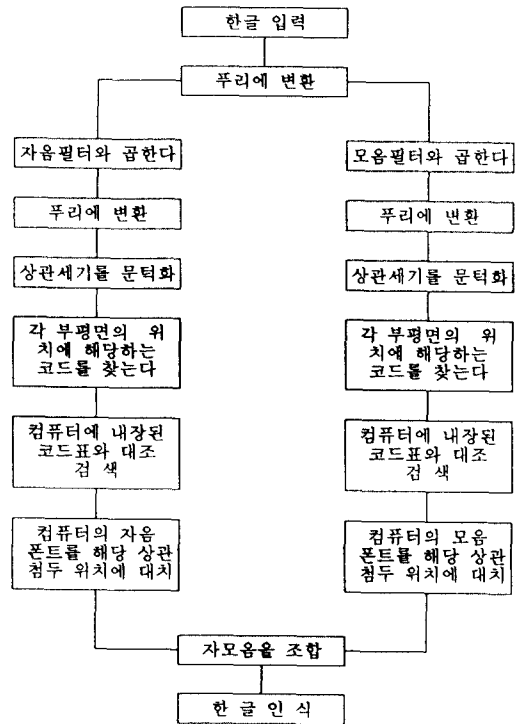 한글 입력
푸리에 변환
자음필터와 곱한다
푸리에 변환
상관세기를 문턱화
각 부평면의 위
치에 해당하는
코드를 찾는다
컴퓨터에 내장된
코드표와 대조
검 색
컴퓨터의 자음
폰트를 해당 상관
첨두 위치에 대치
모음필터와 곱한다
푸리에 변환
상관세기를 문턱화
각 부평면의 위
치에 해당하는
코드를 찾는다
컴퓨터에 내장된
코드표와 대조
검 색
컴퓨터의 모음
폰트를 해당 상관
첨두 위치에 대치
자모음을 조합
한 글 인 식